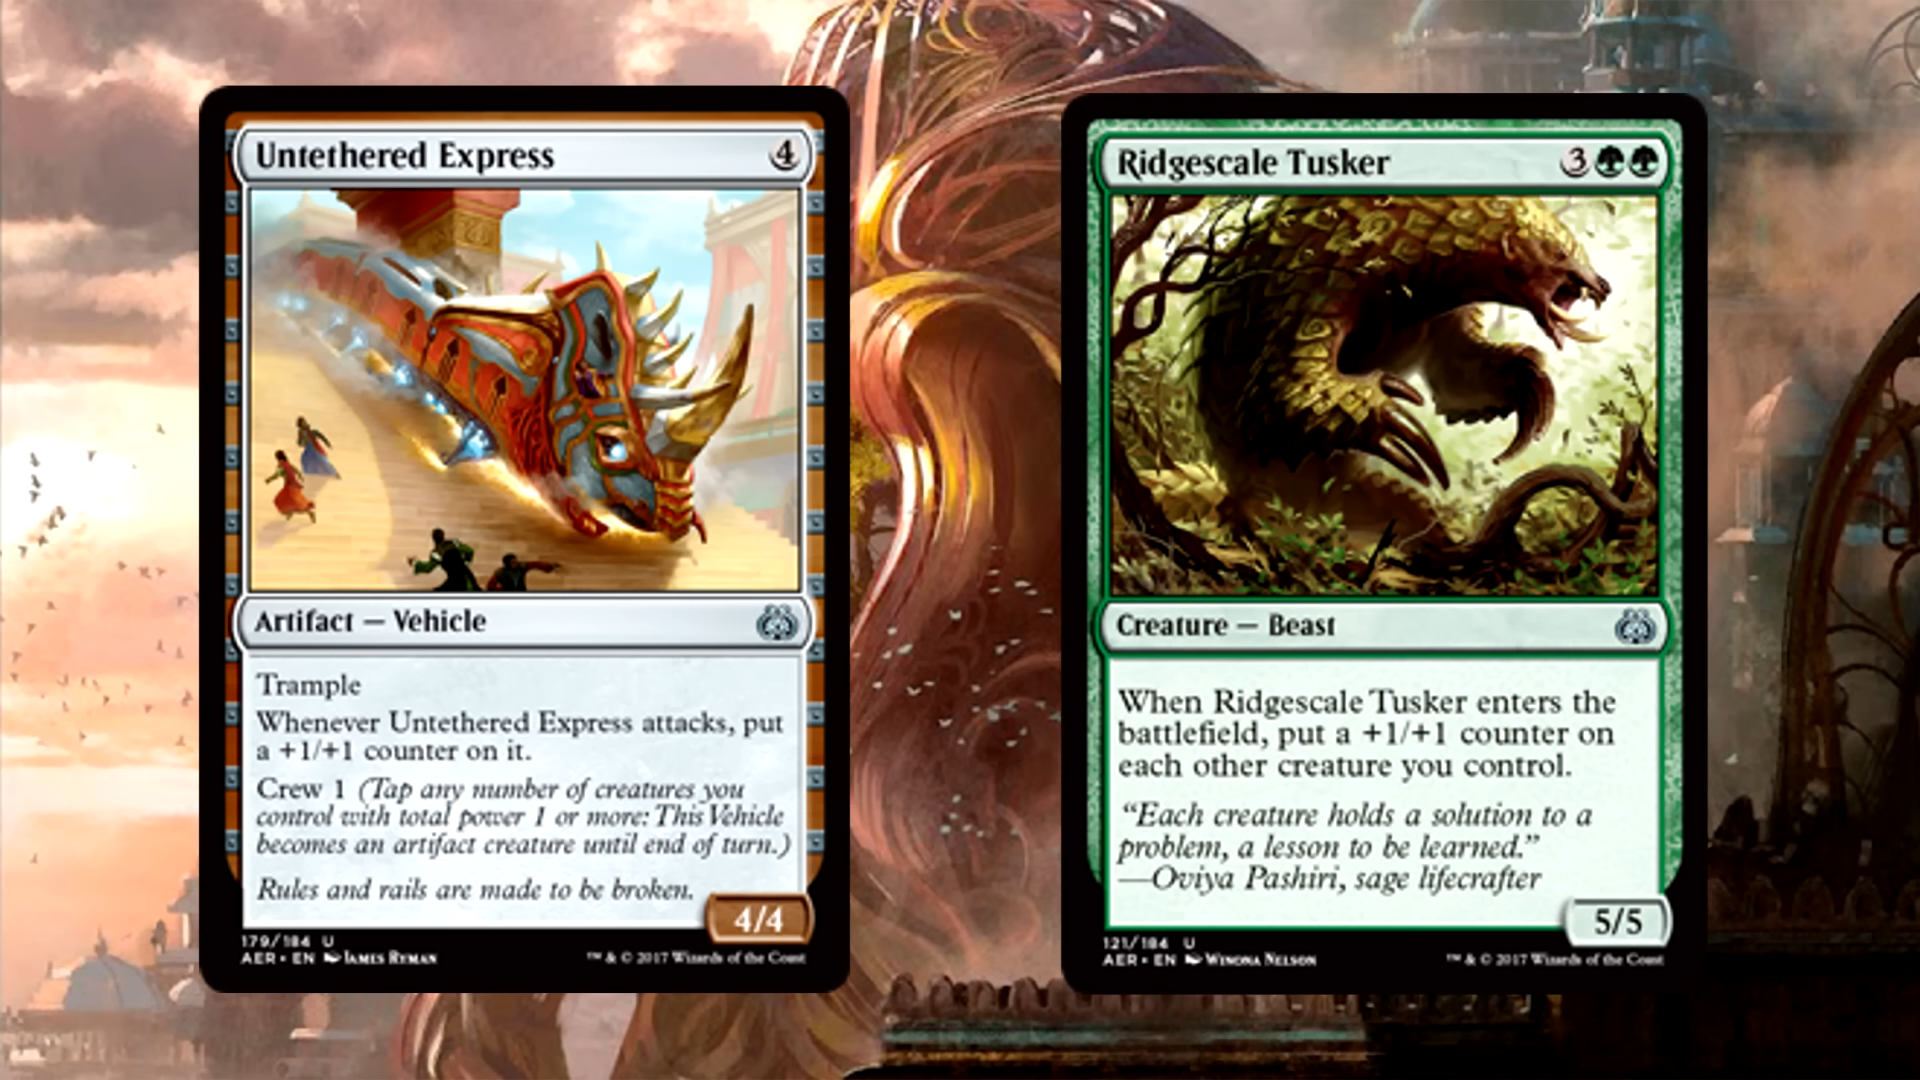 Untethered Express 4
Artifact — Vehicle
Trample
Whenever Untethered Express attacks, put
a +1/+1 counter on it.
Crew 1 (Tap any number of creatures you
control with total power 1 or more: This Vehicle
becomes an artifact creature until end of turn.)
Rules and rails are made to be broken.
4/4
179/184 U
AER • EN James Ryman
™ & © 2017 Wizards of the Coast
Ridgescale Tusker 3
Creature — Beast
When Ridgescale Tusker enters the
battlefield, put a +1/+1 counter on
each other creature you control.
“Each creature holds a solution to a
problem, a lesson to be learned.”
—Oviya Pashiri, sage lifecrafter
5/5
121/184 U
AER • EN Winona Nelson
™ & © 2017 Wizards of the Coast